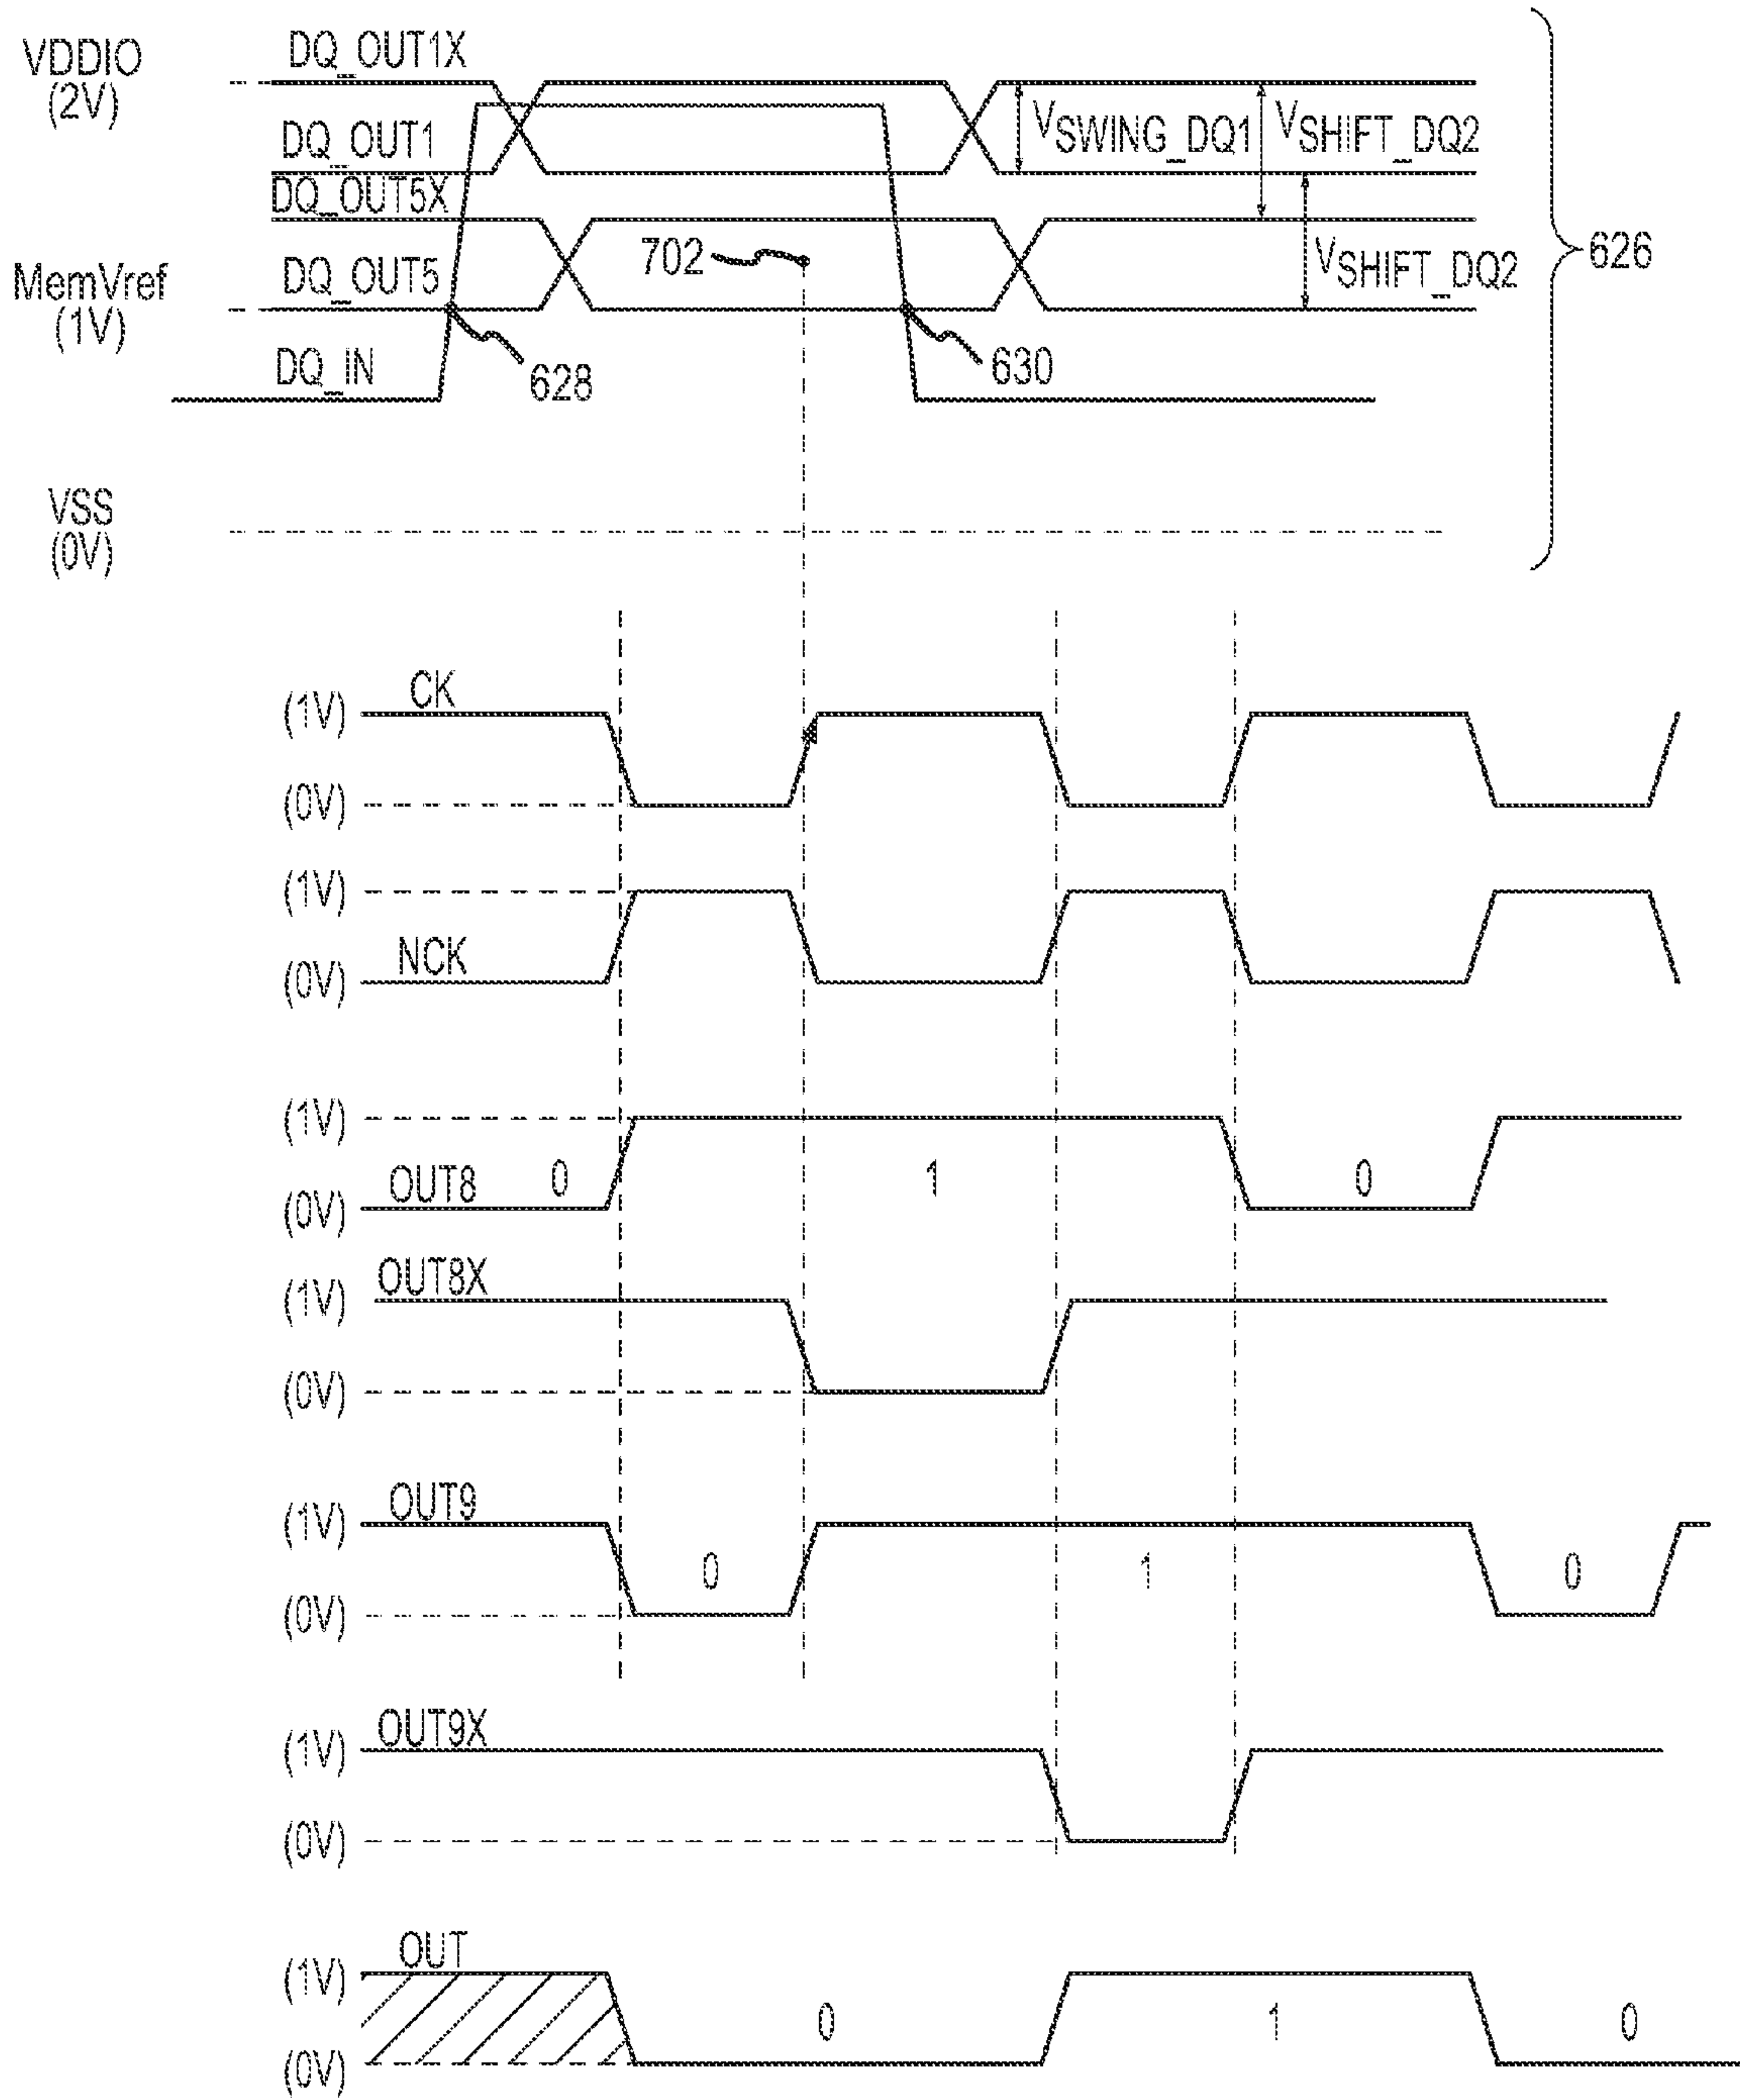 VDDIO
(2V)
DQ_OUT1X
DQ_OUT1
VSWING_DQ1
VSHIFT_DQ2
DQ_OUT5X
MemVref
(1V)
DQ_OUT5
702
VSHIFT_DQ2
626
DQ_IN
628
630
VSS
(0V)
CK
(1V)
(0V)
(1V)
NCK
(0V)
(1V)
0
1
0
OUT8
(0V)
OUT8X
(1V)
(0V)
OUT9
(1V)
0
1
0
(0V)
OUT9X
(1V)
(0V)
OUT
(1V)
0
1
0
(0V)